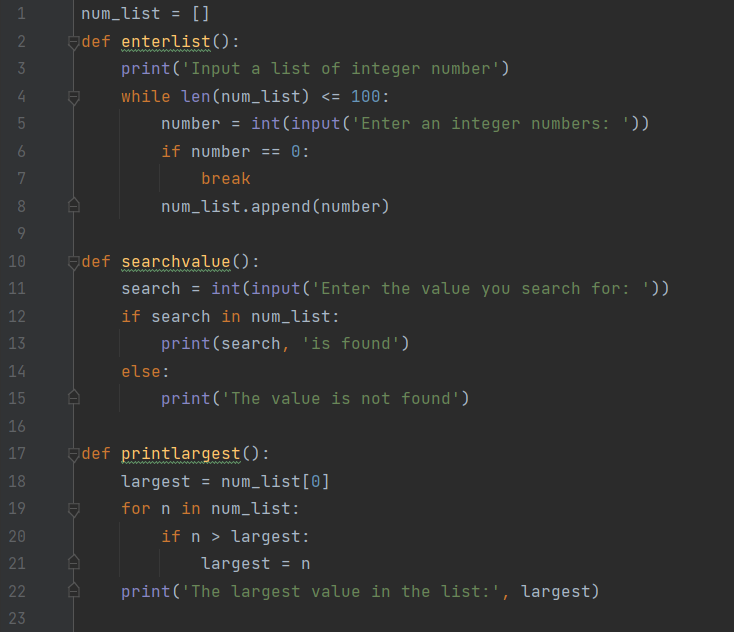 1 num_list = []
2 def enterlist():
3     print('Input a list of integer number')
4     while len(num_list) <= 100:
5         number = int(input('Enter an integer numbers: '))
6         if number == 0:
7             break
8         num_list.append(number)
9
10 def searchvalue():
11     search = int(input('Enter the value you search for: '))
12     if search in num_list:
13         print(search, 'is found')
14     else:
15         print('The value is not found')
16
17 def printlargest():
18     largest = num_list[0]
19     for n in num_list:
20         if n > largest:
21             largest = n
22     print('The largest value in the list:', largest)
23